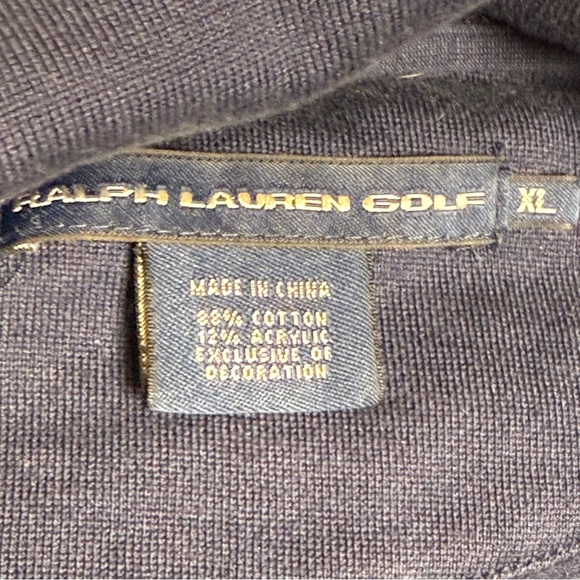 RALPH LAUREN GOLF XL
MADE IN CHINA
88% COTTON
12% ACRYLIC
EXCLUSIVE OF
DECORATION